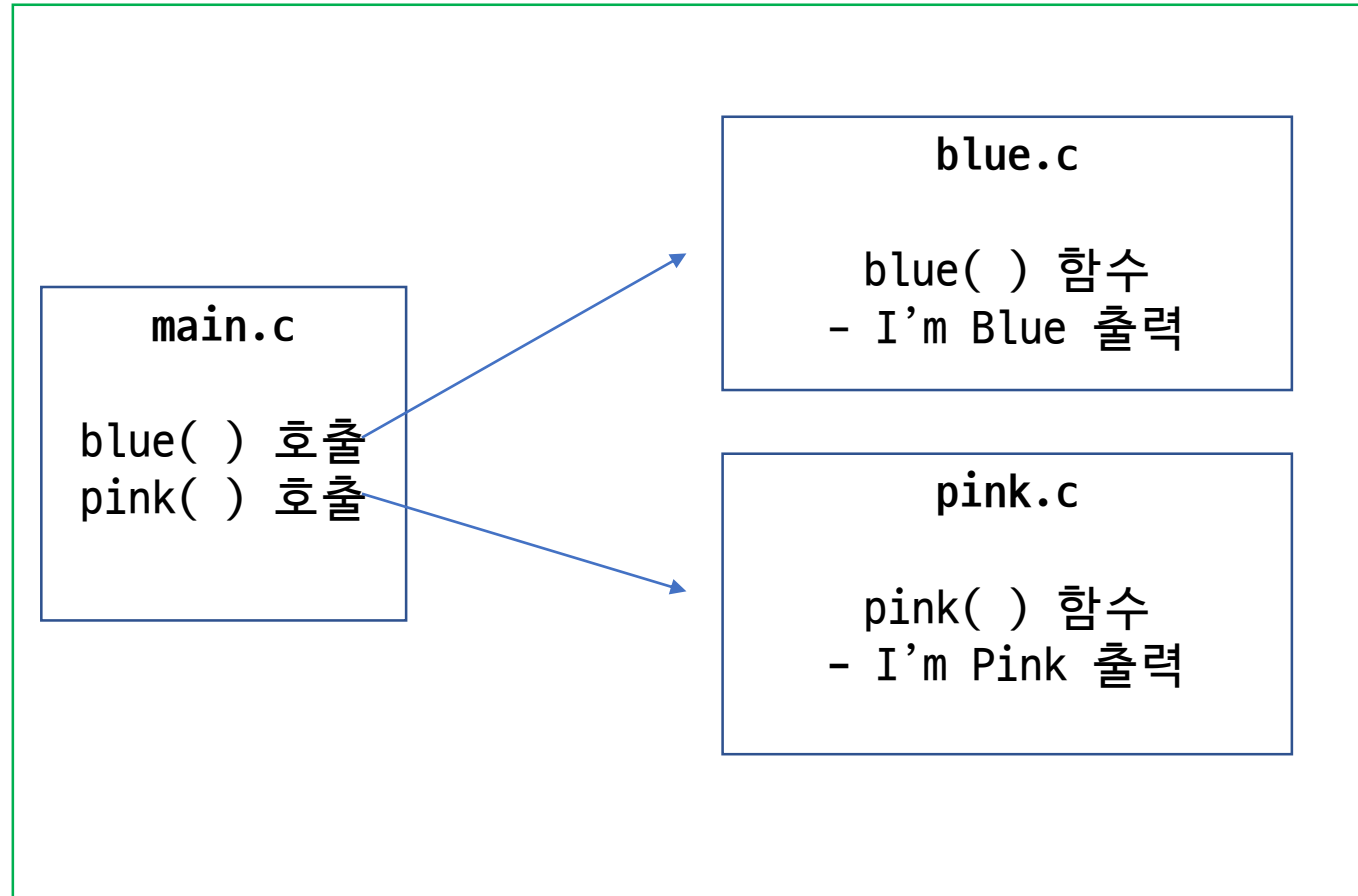 main.c
blue( ) 호출
pink( ) 호출
blue.c
blue( ) 함수
– I’m Blue 출력
pink.c
pink( ) 함수
– I’m Pink 출력